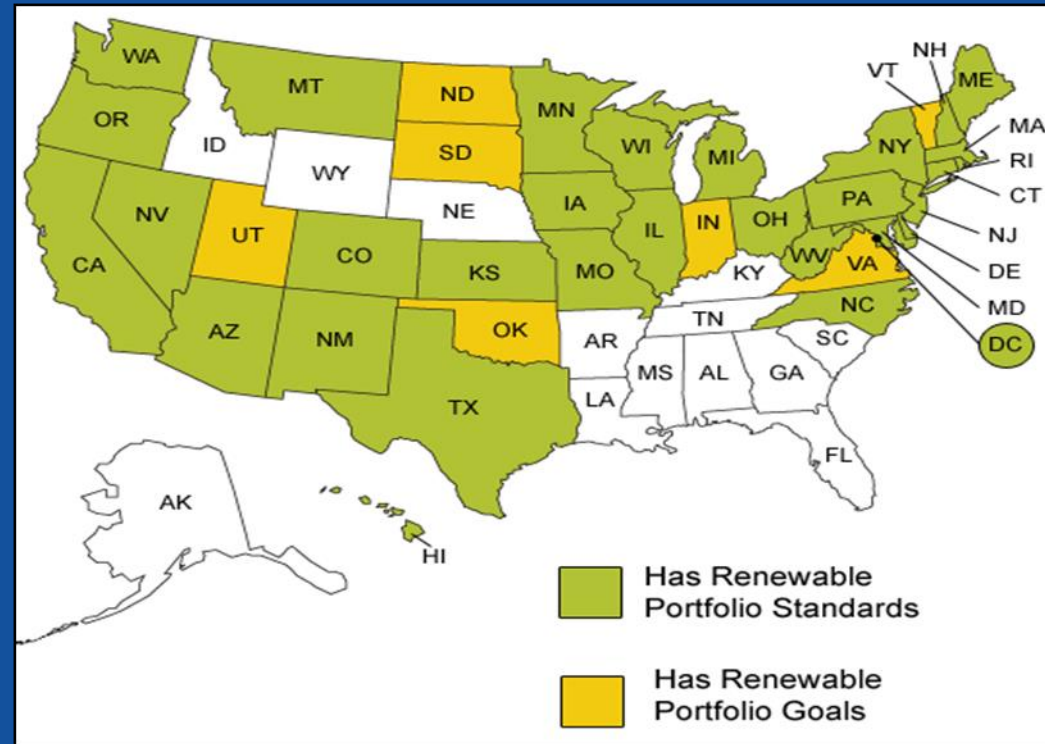 WA
MT
ND
MN
VT
NH
ME
OR
ID
SD
WI
MI
NY
MA
WY
RI
CT
NV
NE
IA
PA
NJ
CA
UT
CO
IL
IN
OH
DE
KS
MO
WV
VA
MD
KY
NC
DC
AZ
NM
OK
AR
TN
SC
TX
MS
AL
GA
LA
FL
AK
HI
Has Renewable
Portfolio Standards
Has Renewable
Portfolio Goals